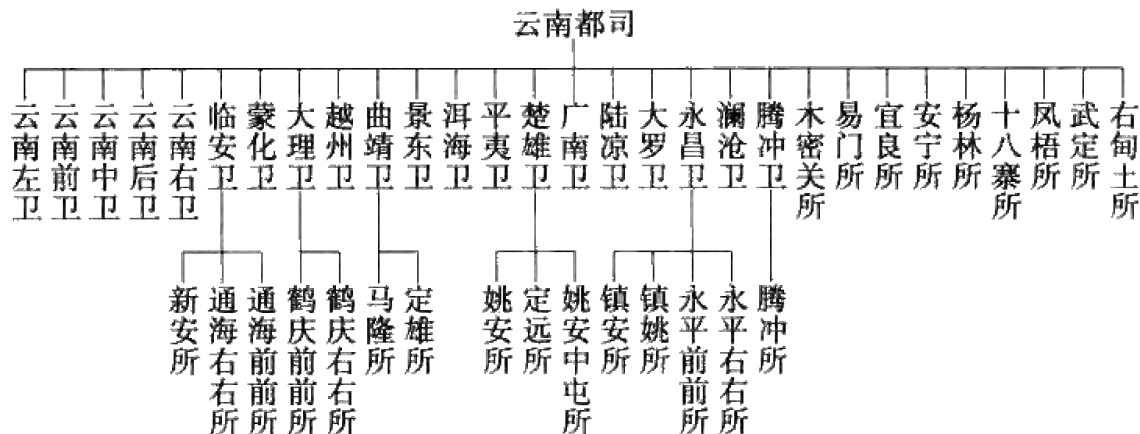 云南都司
云南左卫
云南前卫
云南中卫
云南后卫
云南右卫
临安卫
蒙化卫
大理卫
越州卫
曲靖卫
景东卫
洱海卫
平夷卫
楚雄卫
广南卫
陆凉卫
大罗卫
永昌卫
澜沧卫
腾冲卫
木密关所
易门所
宜良所
安宁所
杨林所
十八寨所
凤梧所
武定所
右甸土所
新安所
通海右右所
通海前前所
鹤庆前前所
鹤庆右右所
马隆所
定雄所
姚安所
定远所
姚安中屯所
镇安所
镇姚所
永平前前所
永平右右所
腾冲所